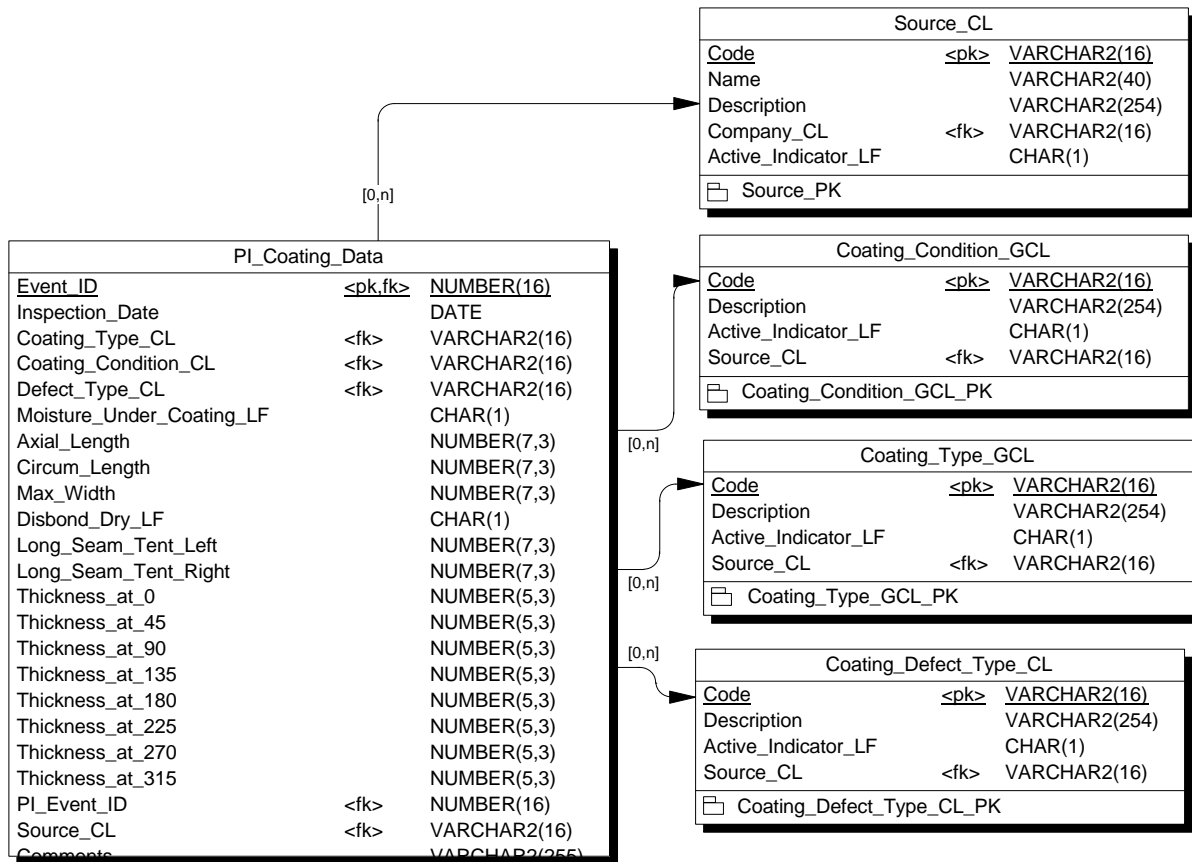 Source_CL
Code <pk> VARCHAR2(16)
Name VARCHAR2(40)
Description VARCHAR2(254)
Company_CL <fk> VARCHAR2(16)
Active_Indicator_LF CHAR(1)
Source_PK
[0,n]
PI_Coating_Data
Event_ID <pk,fk> NUMBER(16)
Inspection_Date DATE
Coating_Type_CL <fk> VARCHAR2(16)
Coating_Condition_CL <fk> VARCHAR2(16)
Defect_Type_CL <fk> VARCHAR2(16)
Moisture_Under_Coating_LF CHAR(1)
Axial_Length NUMBER(7,3)
Circum_Length NUMBER(7,3)
Max_Width NUMBER(7,3)
Disbond_Dry_LF CHAR(1)
Long_Seam_Tent_Left NUMBER(7,3)
Long_Seam_Tent_Right NUMBER(7,3)
Thickness_at_0 NUMBER(5,3)
Thickness_at_45 NUMBER(5,3)
Thickness_at_90 NUMBER(5,3)
Thickness_at_135 NUMBER(5,3)
Thickness_at_180 NUMBER(5,3)
Thickness_at_225 NUMBER(5,3)
Thickness_at_270 NUMBER(5,3)
Thickness_at_315 NUMBER(5,3)
PI_Event_ID <fk> NUMBER(16)
Source_CL <fk> VARCHAR2(16)
Comments VARCHAR2(255)
Coating_Condition_GCL
Code <pk> VARCHAR2(16)
Description VARCHAR2(254)
Active_Indicator_LF CHAR(1)
Source_CL <fk> VARCHAR2(16)
Coating_Condition_GCL_PK
[0,n]
Coating_Type_GCL
Code <pk> VARCHAR2(16)
Description VARCHAR2(254)
Active_Indicator_LF CHAR(1)
Source_CL <fk> VARCHAR2(16)
Coating_Type_GCL_PK
[0,n]
[0,n]
Coating_Defect_Type_CL
Code <pk> VARCHAR2(16)
Description VARCHAR2(254)
Active_Indicator_LF CHAR(1)
Source_CL <fk> VARCHAR2(16)
Coating_Defect_Type_CL_PK